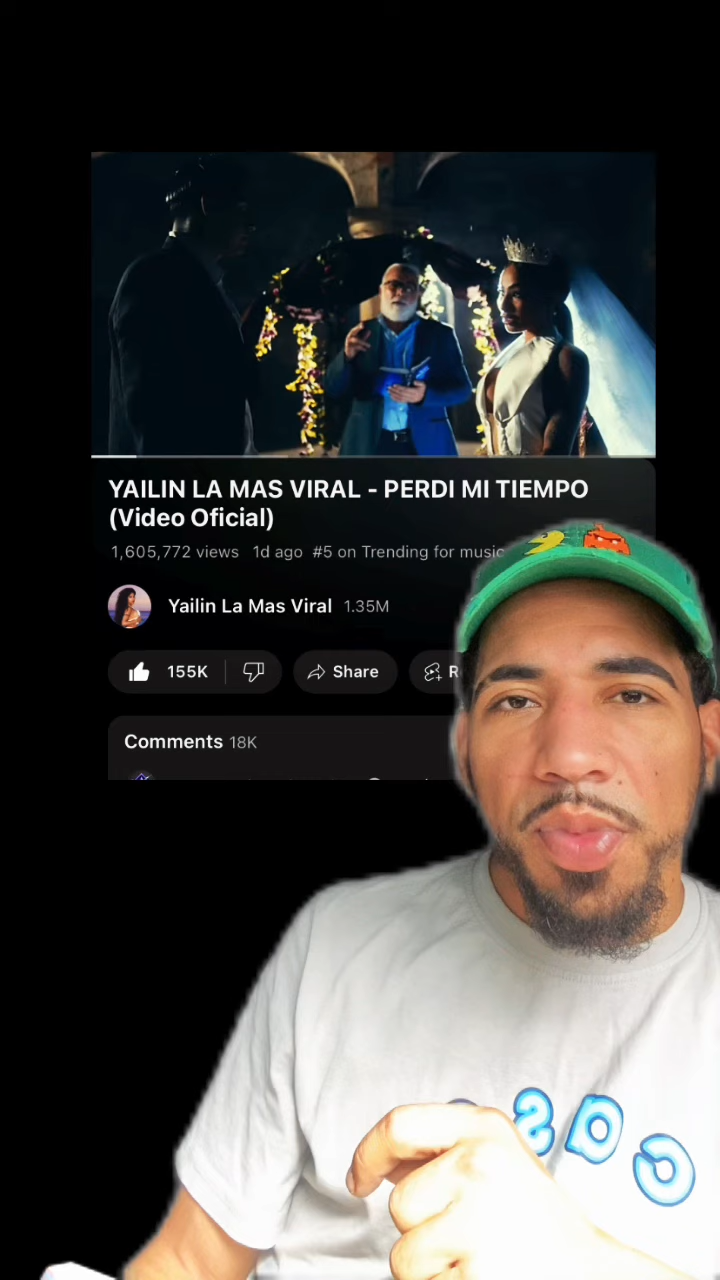 YAILIN LA MAS VIRAL - PERDI MI TIEMPO
(Video Oficial)
1,605,772 views 1d ago #5 on Trending for music
Yailin La Mas Viral 1.35M
155K Share
Comments 18K